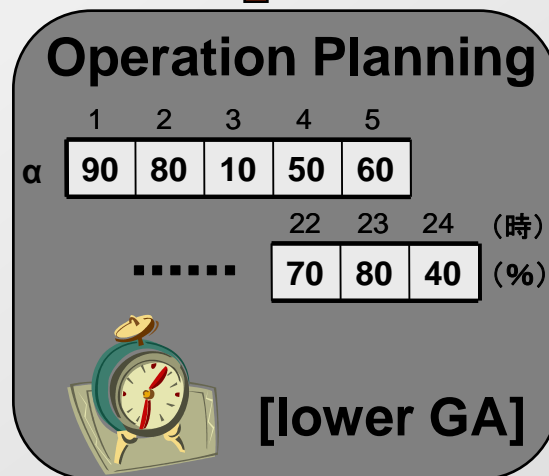 Operation Planning
1 2 3 4 5
α 90 80 10 50 60
22 23 24 (時)
...... 70 80 40 (%)
[lower GA]